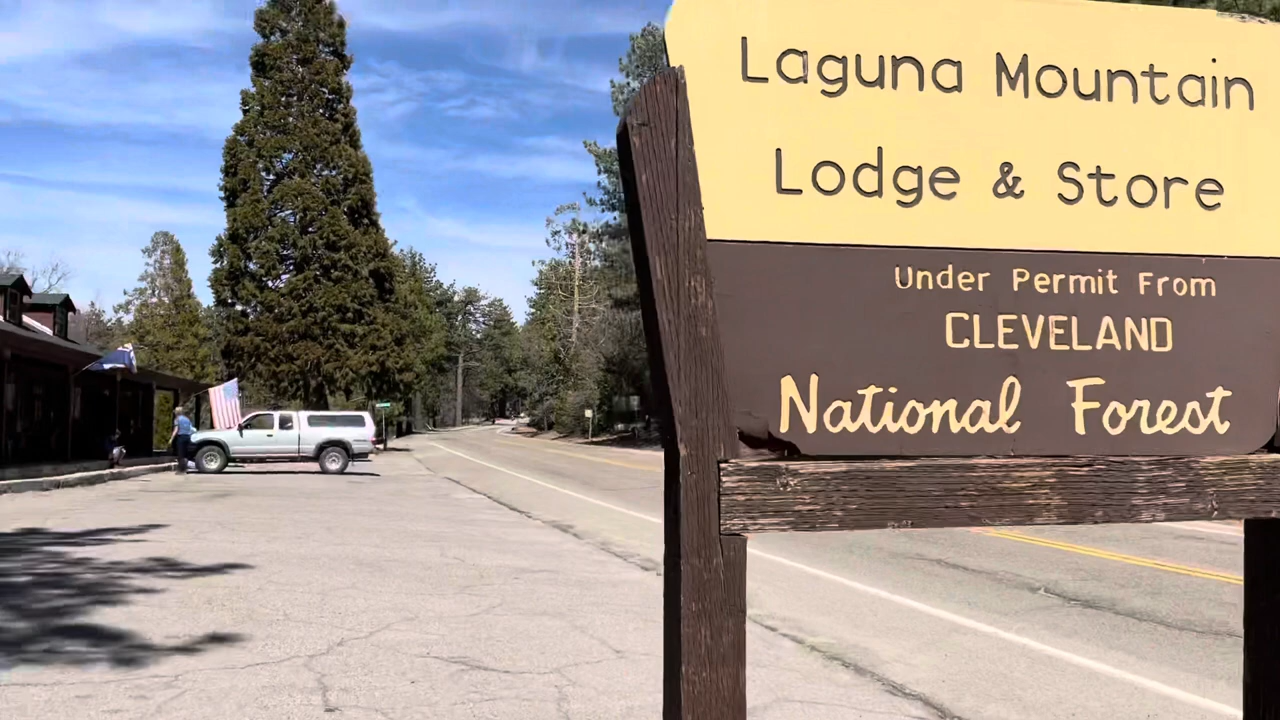 Laguna Mountain
Lodge & Store
Under Permit From
CLEVELAND
National Forest